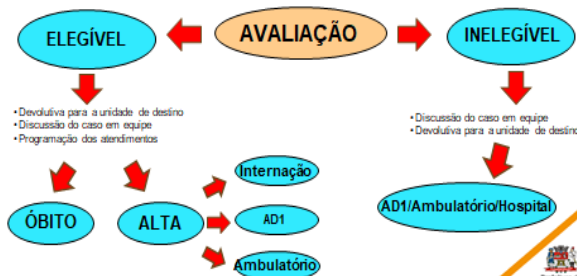 AVALIAÇÃO
ELEGÍVEL
INELEGÍVEL
• Devolutiva para a unidade de destino
• Discussão do caso em equipe
• Programação dos atendimentos
• Discussão do caso em equipe
• Devolutiva para a unidade de destino
Internação
ÓBITO
ALTA
AD1
Ambulatório
AD1/Ambulatório/Hospital